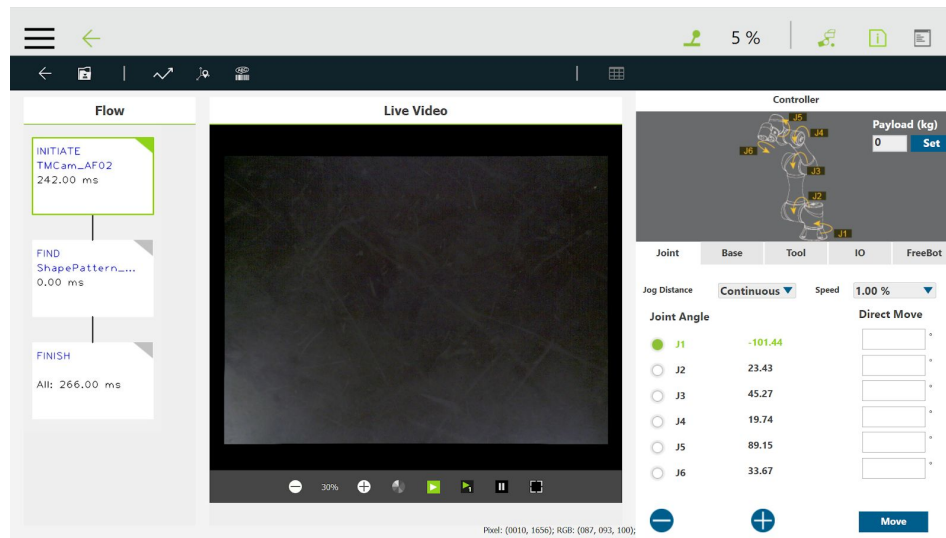 5 %
Flow
INITIATE
TMCam_AF02
242.00 ms
FIND
ShapePattern_...
0.00 ms
FINISH
All: 266.00 ms
Live Video
30%
1
Pixel: (0010, 1656); RGB: (087, 093, 100);
Controller
J5
J4
J6
J3
J2
J1
Payload (kg)
0 Set
Joint Base Tool IO FreeBot
Jog Distance Continuous Speed 1.00 %
Joint Angle Direct Move
J1 -101.44 °
J2 23.43 °
J3 45.27 °
J4 19.74 °
J5 89.15 °
J6 33.67 °
Move